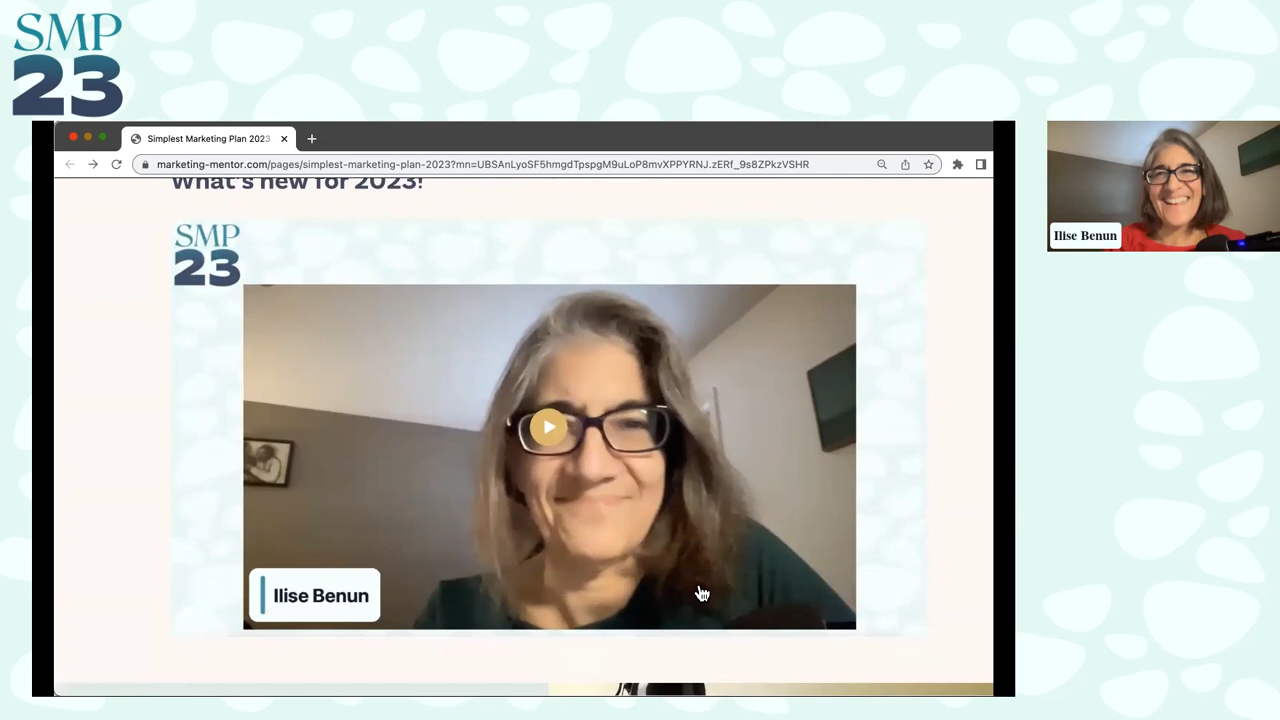 SMP
23
Simplest Marketing Plan 2023
marketing-mentor.com/pages/simplest-marketing-plan-2023?mn=UBSAnLyoSF5hmgdTpspgM9uLoP8mvXPPYRNJ.zERf_9s8ZPkzVSHR
What's new for 2023!
SMP
23
Ilise Benun
Ilise Benun